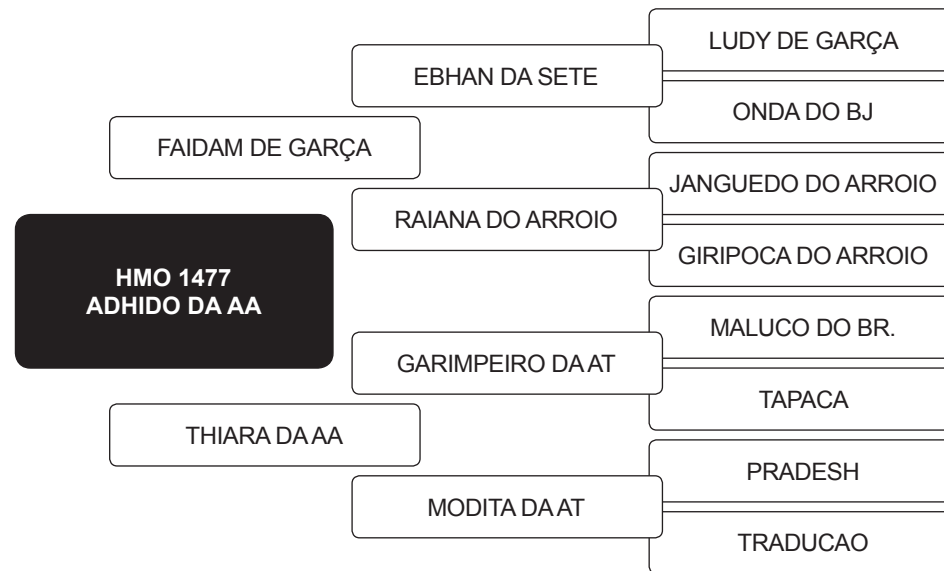 LUDY DE GARÇA
EBHAN DA SETE
ONDA DO BJ
FAIDAM DE GARÇA
JANGUEDO DO ARROIO
RAIANA DO ARROIO
GIRIPOCA DO ARROIO
HMO 1477
ADHIDO DA AA
MALUCO DO BR.
GARIMPEIRO DA AT
TAPACA
THIARA DA AA
PRADESH
MODITA DA AT
TRADUCAO